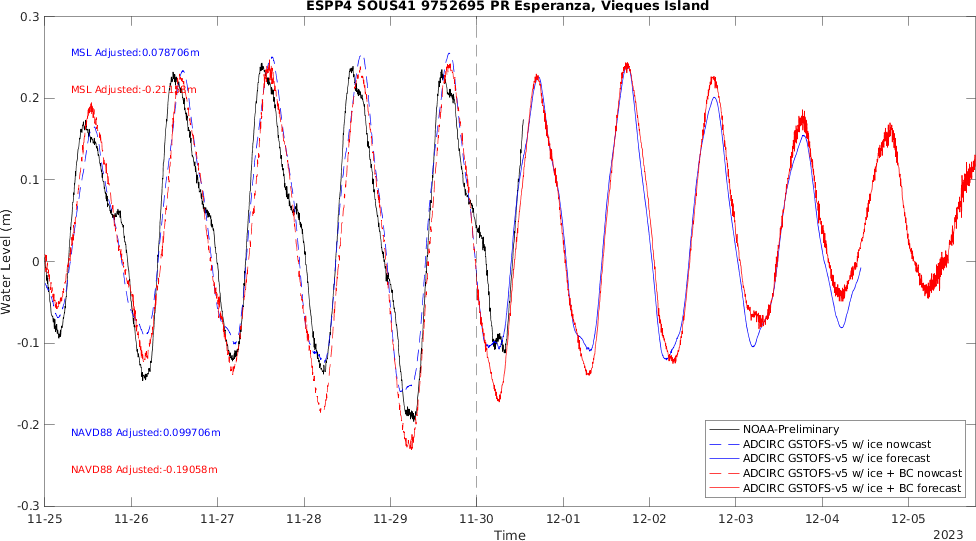 ESPP4 SOUS41 9752695 PR Esperanza, Vieques Island
0.3
0.2
0.1
0
-0.1
-0.2
-0.3
Water Level (m)
MSL Adjusted:0.078706m
MSL Adjusted:
NAVD88 Adjusted:0.099706m
NAVD88 Adjusted:-0.19058m
NOAA-Preliminary
ADCIRC GSTOFS-v5 w/ ice nowcast
ADCIRC GSTOFS-v5 w/ ice forecast
ADCIRC GSTOFS-v5 w/ ice + BC nowcast
ADCIRC GSTOFS-v5 w/ ice + BC forecast
11-25 11-26 11-27 11-28 11-29 11-30 12-01 12-02 12-03 12-04 12-05
Time
2023